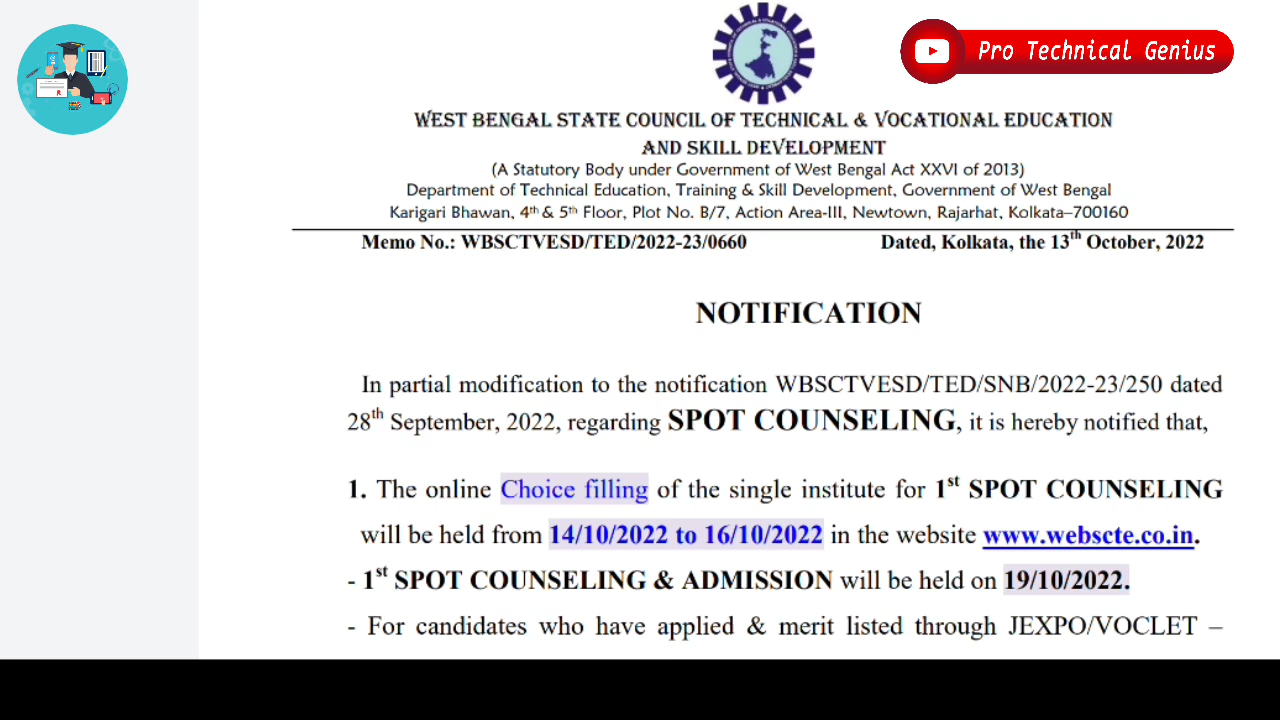 Pro Technical Genius
WEST BENGAL STATE COUNCIL OF TECHNICAL & VOCATIONAL EDUCATION
AND SKILL DEVELOPMENT
(A Statutory Body under Government of West Bengal Act XXVI of 2013)
Department of Technical Education, Training & Skill Development, Government of West Bengal
Karigari Bhawan, 4th & 5th Floor, Plot No. B/7, Action Area-III, Newtown, Rajarhat, Kolkata–700160
Memo No.: WBSCTVESD/TED/2022-23/0660 Dated, Kolkata, the 13th October, 2022
NOTIFICATION
In partial modification to the notification WBSCTVESD/TED/SNB/2022-23/250 dated
28th September, 2022, regarding SPOT COUNSELING, it is hereby notified that,
1. The online Choice filling of the single institute for 1st SPOT COUNSELING
will be held from 14/10/2022 to 16/10/2022 in the website www.webscte.co.in.
- 1st SPOT COUNSELING & ADMISSION will be held on 19/10/2022.
- For candidates who have applied & merit listed through JEXPO/VOCLET –